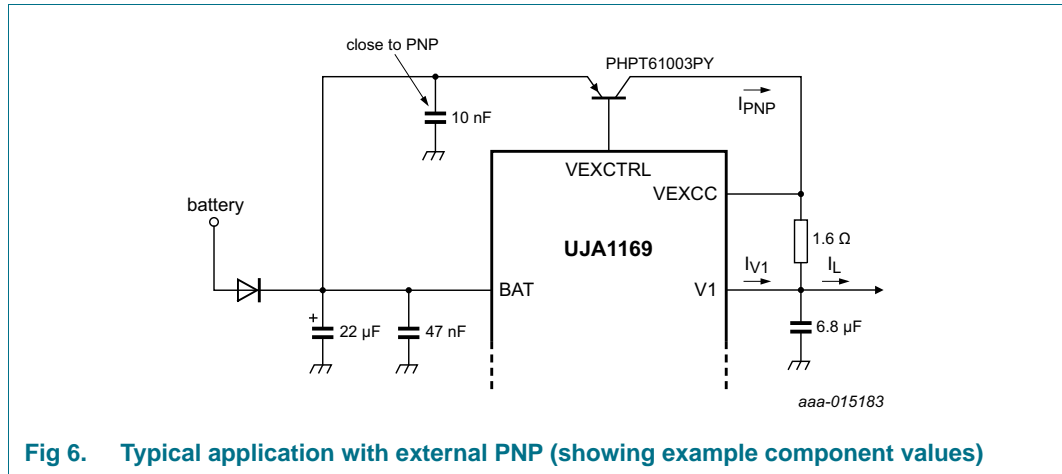 close to PNP
PHPT61003PY
I_PNP
10 nF
VEXCTRL
VEXCC
battery
1.6 Ω
UJA1169
I_V1
I_L
BAT
V1
+
22 μF
47 nF
6.8 μF
aaa-015183
Fig 6. Typical application with external PNP (showing example component values)